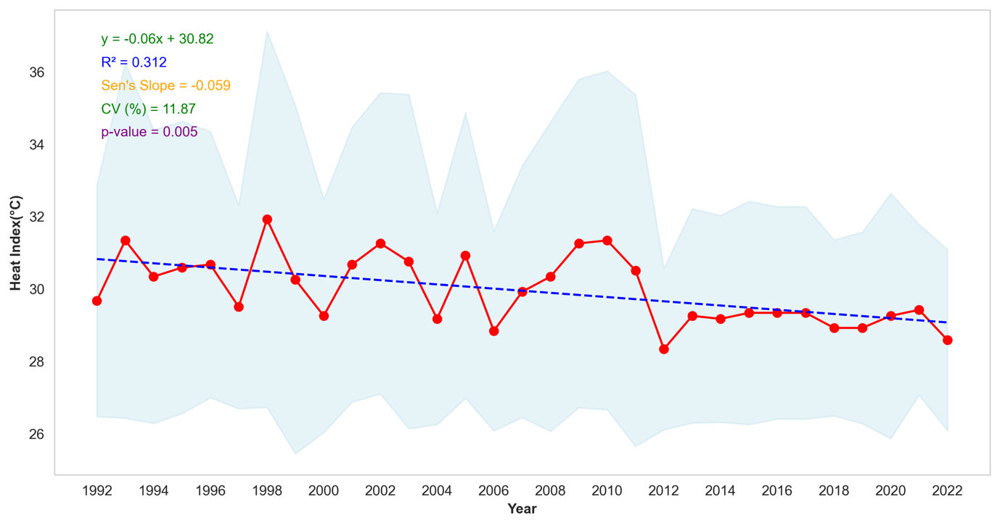 y = -0.06x + 30.82
R² = 0.312
Sen's Slope = -0.059
CV (%) = 11.87
p-value = 0.005
36
34
32
30
28
26
Heat Index(°C)
1992 1994 1996 1998 2000 2002 2004 2006 2008 2010 2012 2014 2016 2018 2020 2022
Year